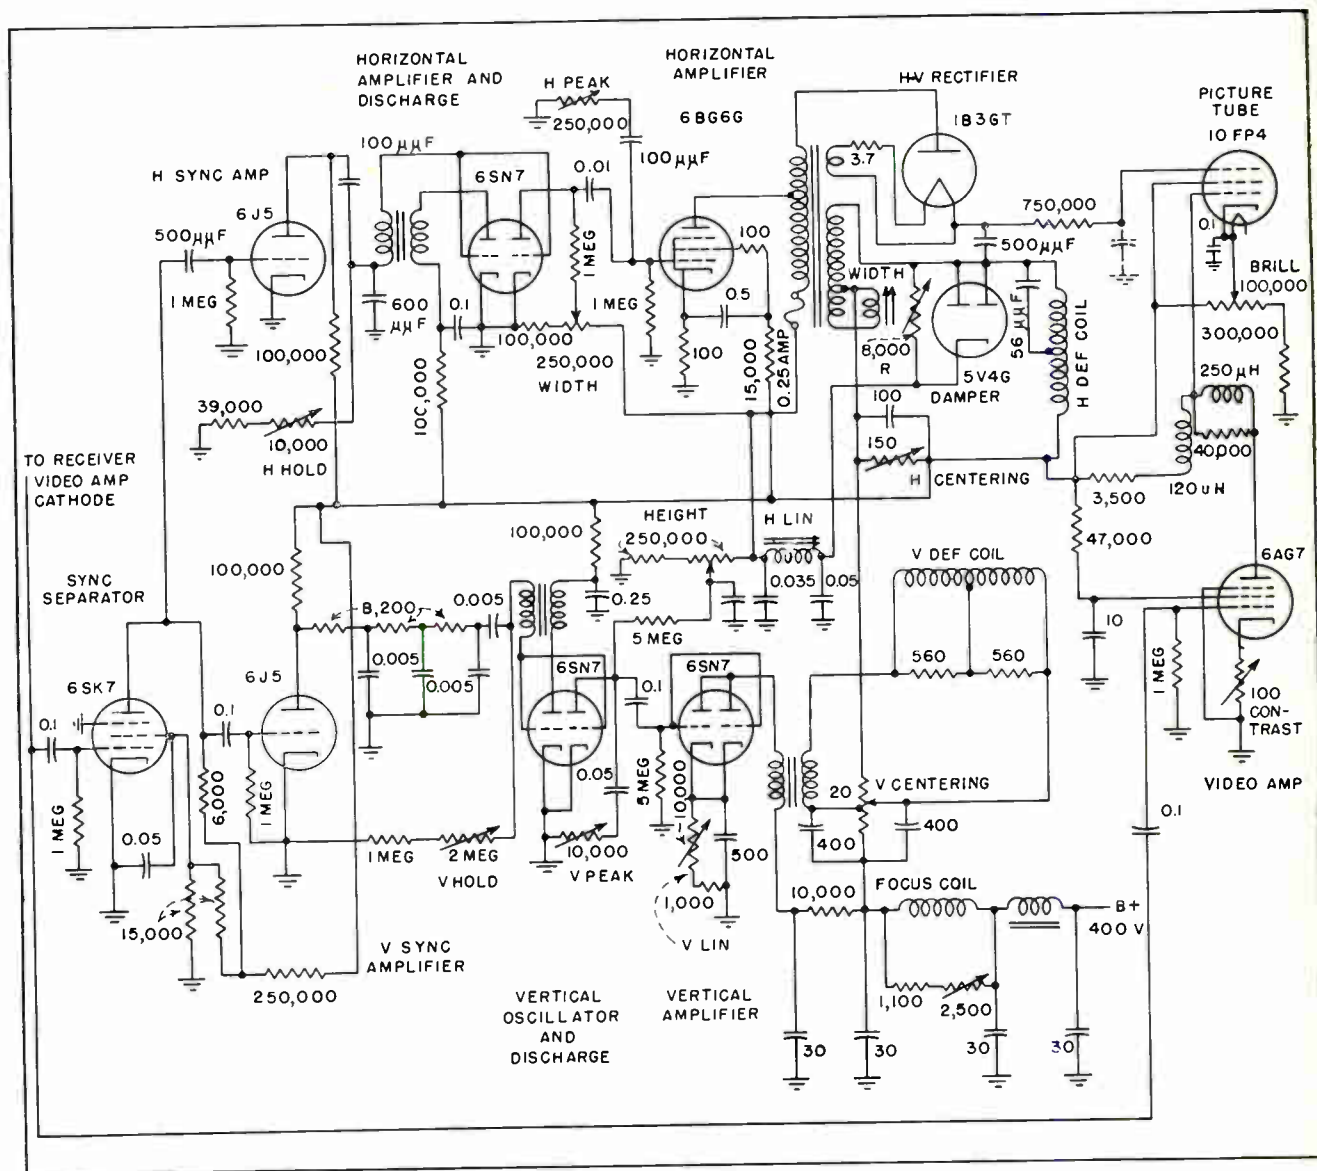 HORIZONTAL
AMPLIFIER AND
DISCHARGE
H PEAK
250,000
HORIZONTAL
AMPLIFIER
6BG6G
H-V RECTIFIER
1B3GT
PICTURE
TUBE
10 FP4
100μμF
100μμF
H SYNC AMP
6J5
6SN7
0.01
3.7
500μμF
1 MEG
600
μμF
0.1
100,000
250,000
WIDTH
1 MEG
1 MEG
100
0.5
100
15,000
0.25 AMP
WIDTH
8,000
R
500μμF
750,000
0.1
BRILL
100,000
300,000
56 μμF
H DEF COIL
5V4G
DAMPER
100,000
10C,000
39,000
10,000
H HOLD
100
150
H CENTERING
250μH
40,000
120uH
3,500
47,000
TO RECEIVER
VIDEO AMP
CATHODE
SYNC
SEPARATOR
100,000
100,000
HEIGHT
250,000
H LIN
0.035
0.05
V DEF COIL
6AG7
8,200
0.005
0.25
5 MEG
0.005
0.005
560
560
10
1 MEG
100
CON-
TRAST
VIDEO AMP
6SK7
6J5
6SN7
6SN7
0.1
0.1
0.1
1 MEG
0.05
6,000
1 MEG
1 MEG
2 MEG
V HOLD
0.05
10,000
V PEAK
5 MEG
10,000
500
1,000
V LIN
20
V CENTERING
400
400
0.1
15,000
V SYNC
AMPLIFIER
250,000
10,000
FOCUS COIL
B+
400 V
1,100
2,500
VERTICAL
OSCILLATOR
AND
DISCHARGE
VERTICAL
AMPLIFIER
30
30
30
30